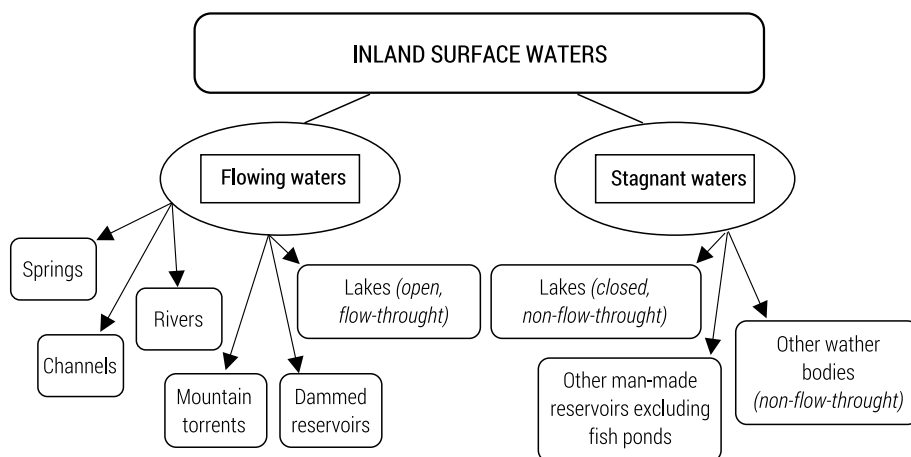 INLAND SURFACE WATERS
Flowing waters
Stagnant waters
Springs
Channels
Rivers
Mountain
torrents
Dammed
reservoirs
Lakes (open,
flow-throught)
Lakes (closed,
non-flow-throught)
Other man-made
reservoirs excluding
fish ponds
Other wather
bodies
(non-flow-throught)